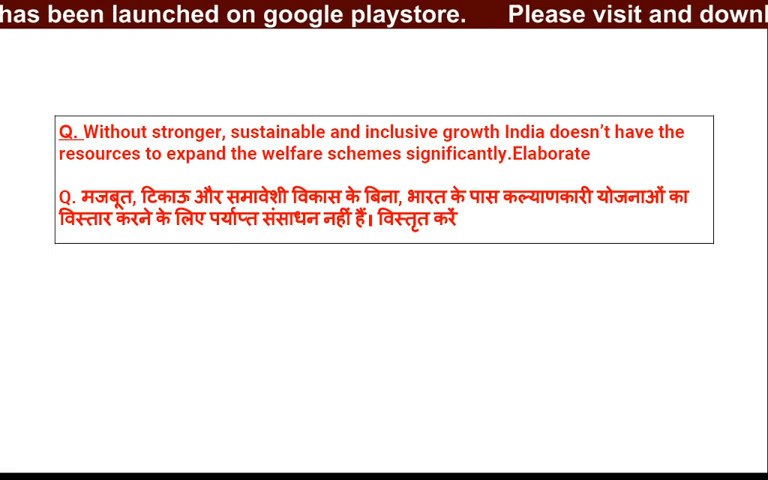 has been launched on google playstore. Please visit and downl
Q. Without stronger, sustainable and inclusive growth India doesn’t have the
resources to expand the welfare schemes significantly.Elaborate
Q. मजबूत, टिकाऊ और समावेशी विकास के बिना, भारत के पास कल्याणकारी योजनाओं का
विस्तार करने के लिए पर्याप्त संसाधन नहीं हैं। विस्तृत करें